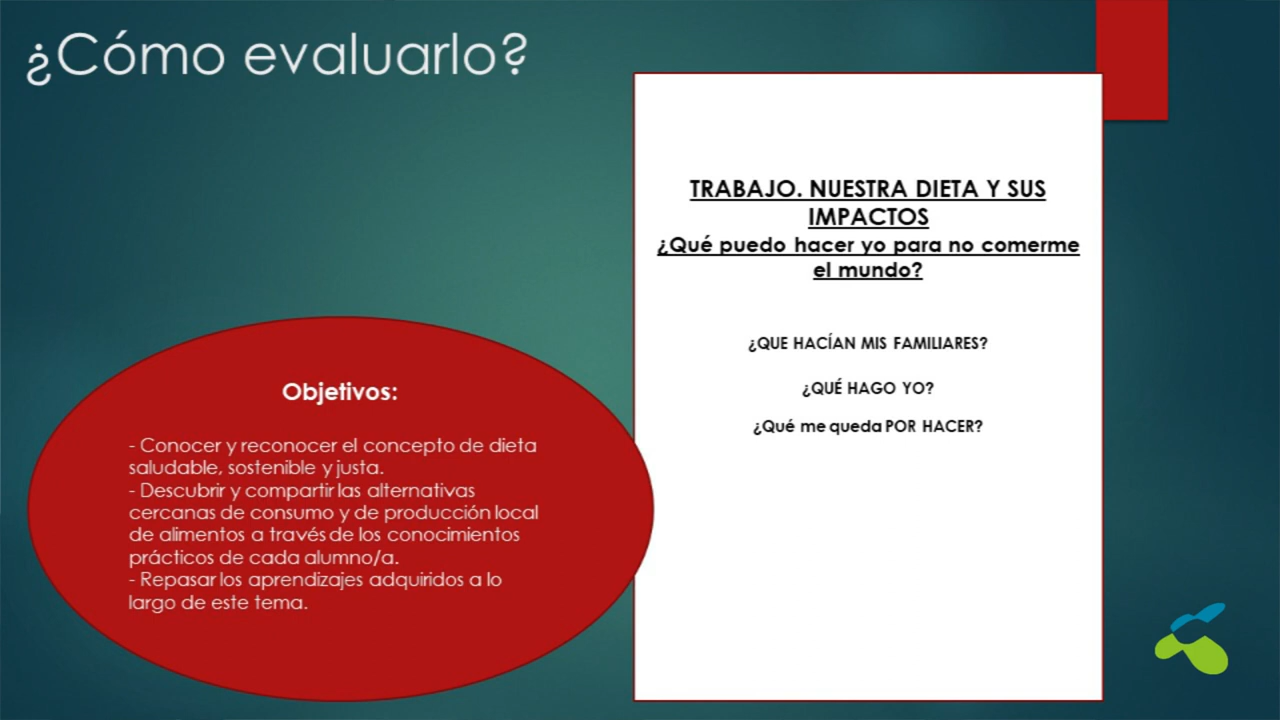 ¿Cómo evaluarlo?
TRABAJO. NUESTRA DIETA Y SUS
IMPACTOS
¿Qué puedo hacer yo para no comerme
el mundo?
¿QUE HACÍAN MIS FAMILIARES?
¿QUÉ HAGO YO?
¿Qué me queda POR HACER?
Objetivos:
- Conocer y reconocer el concepto de dieta
saludable, sostenible y justa.
- Descubrir y compartir las alternativas
cercanas de consumo y de producción local
de alimentos a través de los conocimientos
prácticos de cada alumno/a.
- Repasar los aprendizajes adquiridos a lo
largo de este tema.